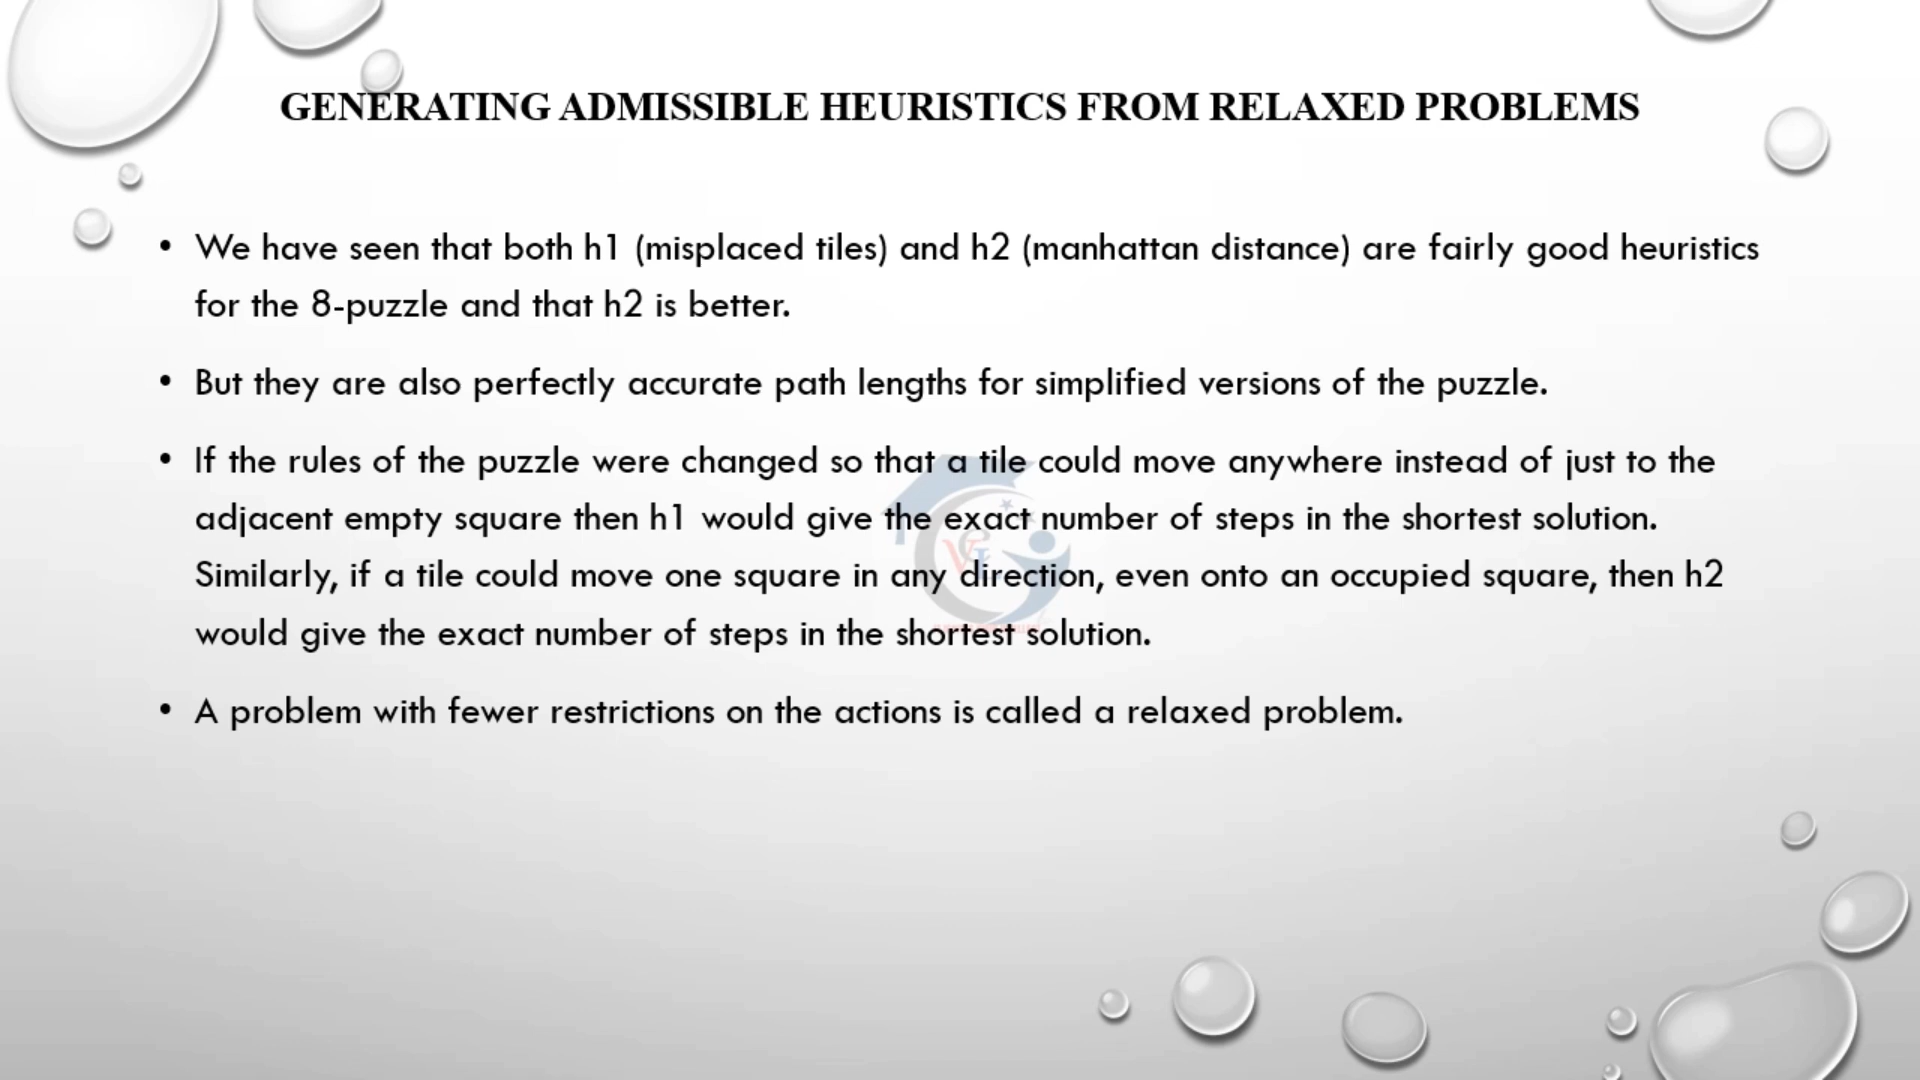 GENERATING ADMISSIBLE HEURISTICS FROM RELAXED PROBLEMS
• We have seen that both h1 (misplaced tiles) and h2 (manhattan distance) are fairly good heuristics
for the 8-puzzle and that h2 is better.
• But they are also perfectly accurate path lengths for simplified versions of the puzzle.
• If the rules of the puzzle were changed so that a tile could move anywhere instead of just to the
adjacent empty square then h1 would give the exact number of steps in the shortest solution.
Similarly, if a tile could move one square in any direction, even onto an occupied square, then h2
would give the exact number of steps in the shortest solution.
• A problem with fewer restrictions on the actions is called a relaxed problem.